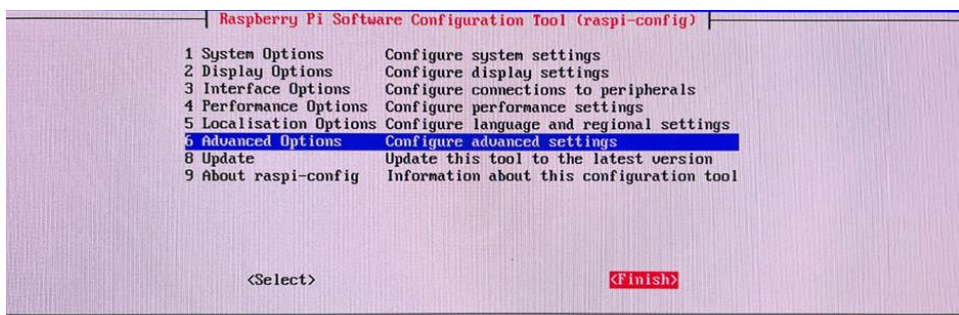 Raspberry Pi Software Configuration Tool (raspi-config)
1 System Options Configure system settings
2 Display Options Configure display settings
3 Interface Options Configure connections to peripherals
4 Performance Options Configure performance settings
5 Localisation Options Configure language and regional settings
6 Advanced Options Configure advanced settings
8 Update Update this tool to the latest version
9 About raspi-config Information about this configuration tool
<Select> <Finish>